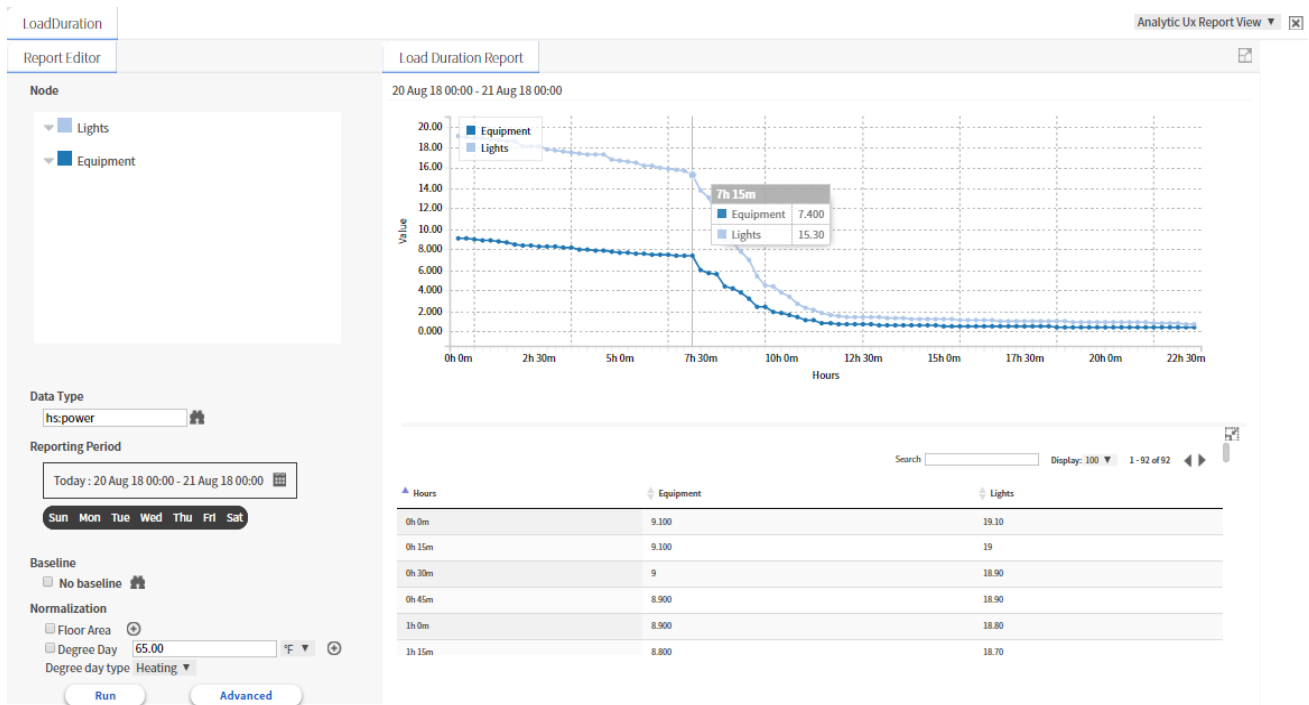 LoadDuration
Analytic Ux Report View ▼
Report Editor
Load Duration Report
Node
20 Aug 18 00:00 - 21 Aug 18 00:00
Lights
Equipment
Equipment
Lights
20.00
18.00
16.00
14.00
12.00
10.00
8.000
6.000
4.000
2.000
0.000
Value
7h 15m
Equipment 7.400
Lights 15.30
0h 0m 2h 30m 5h 0m 7h 30m 10h 0m 12h 30m 15h 0m 17h 30m 20h 0m 22h 30m
Hours
Data Type
hs:power
Reporting Period
Today : 20 Aug 18 00:00 - 21 Aug 18 00:00
Sun Mon Tue Wed Thu Fri Sat
Baseline
No baseline
Normalization
Floor Area
Degree Day 65.00 °F ▼
Degree day type Heating ▼
Run Advanced
Search Display: 100 ▼ 1 - 92 of 92
Hours Equipment Lights
0h 0m 9.100 19.10
0h 15m 9.100 19
0h 30m 9 18.90
0h 45m 8.900 18.90
1h 0m 8.900 18.80
1h 15m 8.800 18.70